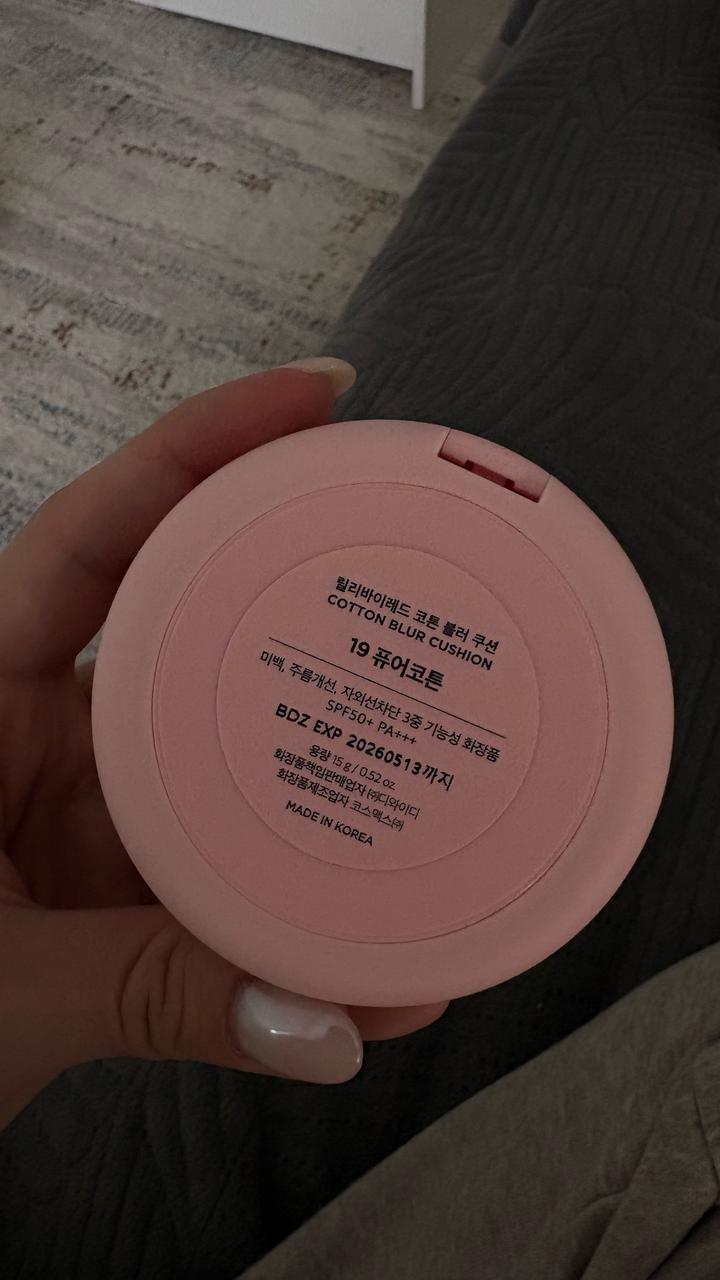 릴리바이레드 코튼 블러 쿠션
COTTON BLUR CUSHION
19 퓨어코튼
미백, 주름개선, 자외선차단 3중 기능성 화장품
SPF50+ PA+++
BDZ EXP 20260513까지
용량 15 g / 0.52 oz
화장품책임판매업자 ㈜디와이디
화장품제조업자 코스맥스㈜
MADE IN KOREA